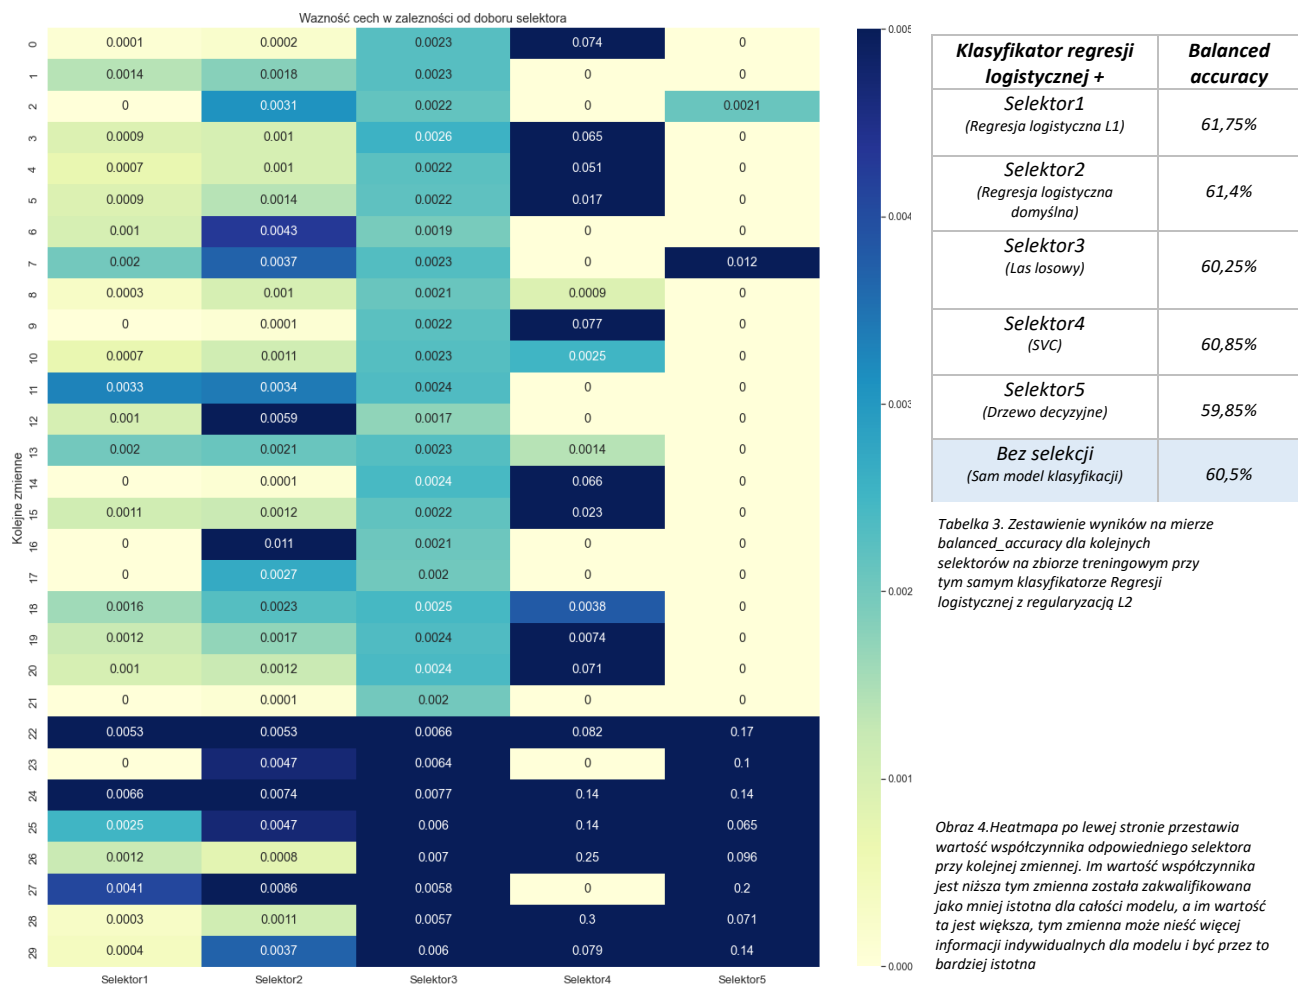 Wazność cech w zalezności od doboru selektora
Kolejne zmienne
0 0.0001 0.0002 0.0023 0.074 0
1 0.0014 0.0018 0.0023 0 0
2 0 0.0031 0.0022 0 0.0021
3 0.0009 0.001 0.0026 0.065 0
4 0.0007 0.001 0.0022 0.051 0
5 0.0009 0.0014 0.0022 0.017 0
6 0.001 0.0043 0.0019 0 0
7 0.002 0.0037 0.0023 0 0.012
8 0.0003 0.001 0.0021 0.0009 0
9 0 0.0001 0.0022 0.077 0
10 0.0007 0.0011 0.0023 0.0025 0
11 0.0033 0.0034 0.0024 0 0
12 0.001 0.0059 0.0017 0 0
13 0.002 0.0021 0.0023 0.0014 0
14 0 0.0001 0.0024 0.066 0
15 0.0011 0.0012 0.0022 0.023 0
16 0 0.011 0.0021 0 0
17 0 0.0027 0.002 0 0
18 0.0016 0.0023 0.0025 0.0038 0
19 0.0012 0.0017 0.0024 0.0074 0
20 0.001 0.0012 0.0024 0.071 0
21 0 0.0001 0.002 0 0
22 0.0053 0.0053 0.0066 0.082 0.17
23 0 0.0047 0.0064 0 0.1
24 0.0066 0.0074 0.0077 0.14 0.14
25 0.0025 0.0047 0.006 0.14 0.065
26 0.0012 0.0008 0.007 0.25 0.096
27 0.0041 0.0086 0.0058 0 0.2
28 0.0003 0.0011 0.0057 0.3 0.071
29 0.0004 0.0037 0.006 0.079 0.14
Selektor1 Selektor2 Selektor3 Selektor4 Selektor5
0.005
0.004
0.003
0.002
0.001
0.000
Klasyfikator regresji
logistycznej +
Balanced
accuracy
Selektor1
(Regresja logistyczna L1)
61,75%
Selektor2
(Regresja logistyczna
domyślna)
61,4%
Selektor3
(Las losowy)
60,25%
Selektor4
(SVC)
60,85%
Selektor5
(Drzewo decyzyjne)
59,85%
Bez selekcji
(Sam model klasyfikacji)
60,5%
Tabelka 3. Zestawienie wyników na mierze
balanced_accuracy dla kolejnych
selektorów na zbiorze treningowym przy
tym samym klasyfikatorze Regresji
logistycznej z regularyzacją L2
Obraz 4.Heatmapa po lewej stronie przestawia
wartość współczynnika odpowiedniego selektora
przy kolejnej zmiennej. Im wartość współczynnika
jest niższa tym zmienna została zakwalifikowana
jako mniej istotna dla całości modelu, a im wartość
ta jest większa, tym zmienna może nieść więcej
informacji indywidualnych dla modelu i być przez to
bardziej istotna